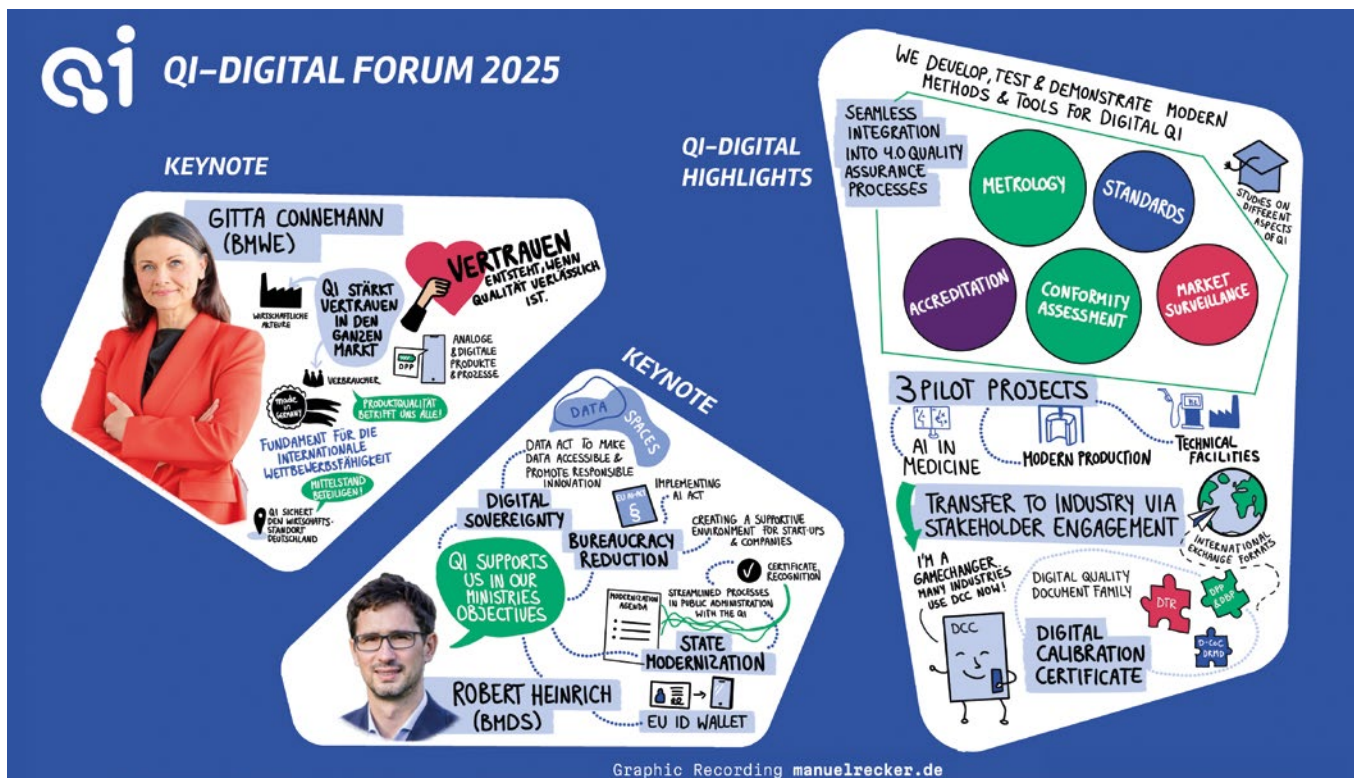 Qi
QI-DIGITAL FORUM 2025
KEYNOTE
GITTA CONNEMANN
(BMWE)
WIRTSCHAFTLICHE
AKTEURE
QI STÄRKT
VERTRAUEN
IN DEN
GANZEN
MARKT
VERTRAUEN
ENTSTEHT, WENN
QUALITÄT VERLÄSSLICH
IST.
DPP
ANALOGE
& DIGITALE
PRODUKTE
& PROZESSE
VERBRAUCHER
made in
GERMANY
PRODUKTQUALITÄT
BETRIFFT UNS ALLE!
FUNDAMENT FÜR DIE
INTERNATIONALE
WETTBEWERBSFÄHIGKEIT
MITTELSTAND
BETEILIGEN!
QI SICHERT
DEN WIRTSCHAFTS-
STANDORT
DEUTSCHLAND
KEYNOTE
DATA
SPACES
DATA ACT TO MAKE
DATA ACCESSIBLE &
PROMOTE RESPONSIBLE
INNOVATION
DIGITAL
SOVEREIGNTY
EU AI-ACT
§
IMPLEMENTING
AI ACT
BUREAUCRACY
REDUCTION
CREATING A SUPPORTIVE
ENVIRONMENT FOR START-UPS
& COMPANIES
QI SUPPORTS
US IN OUR
MINISTRIES
OBJECTIVES
CERTIFICATE
RECOGNITION
MODERNIZATION
AGENDA
STREAMLINED PROCESSES
IN PUBLIC ADMINISTRATION
WITH THE QI
STATE
MODERNIZATION
ROBERT HEINRICH
(BMDS)
EU ID WALLET
QI-DIGITAL
HIGHLIGHTS
WE DEVELOP, TEST & DEMONSTRATE MODERN
METHODS & TOOLS FOR DIGITAL QI
SEAMLESS
INTEGRATION
INTO 4.0 QUALITY
ASSURANCE
PROCESSES
METROLOGY
STANDARDS
STUDIES ON
DIFFERENT
ASPECTS
OF QI
ACCREDITATION
CONFORMITY
ASSESSMENT
MARKET
SURVEILLANCE
3 PILOT PROJECTS
H2
AI IN
MEDICINE
MODERN PRODUCTION
TECHNICAL
FACILITIES
TRANSFER TO INDUSTRY VIA
STAKEHOLDER ENGAGEMENT
INTERNATIONAL
EXCHANGE FORMATS
I'M A
GAMECHANGER.
MANY INDUSTRIES
USE DCC NOW!
DIGITAL QUALITY
DOCUMENT FAMILY
DTR
DPP
& DBP
D-CoC
DRMD
DCC
DIGITAL
CALIBRATION
CERTIFICATE
Graphic Recording manuelrecker.de